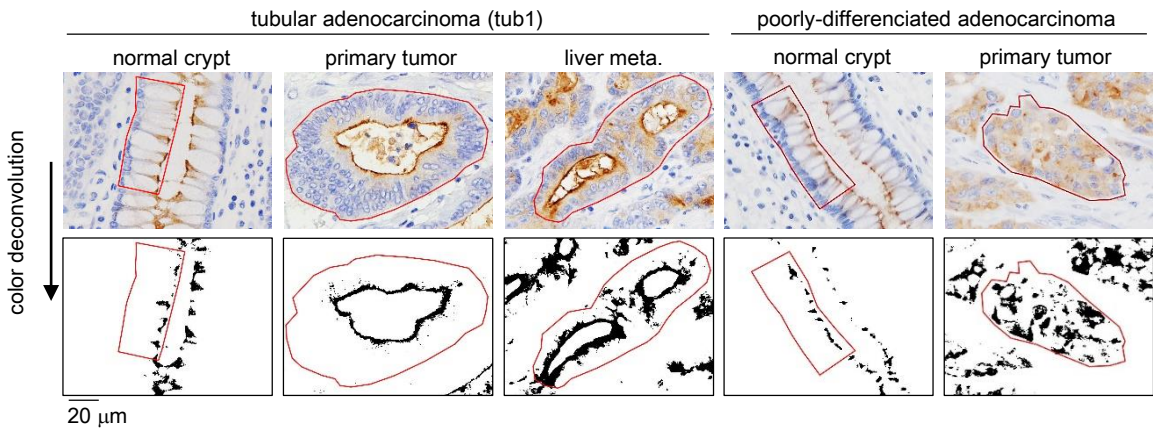 tubular adenocarcinoma (tub1)
poorly-differenciated adenocarcinoma
normal crypt
primary tumor
liver meta.
normal crypt
primary tumor
color deconvolution
20 μm